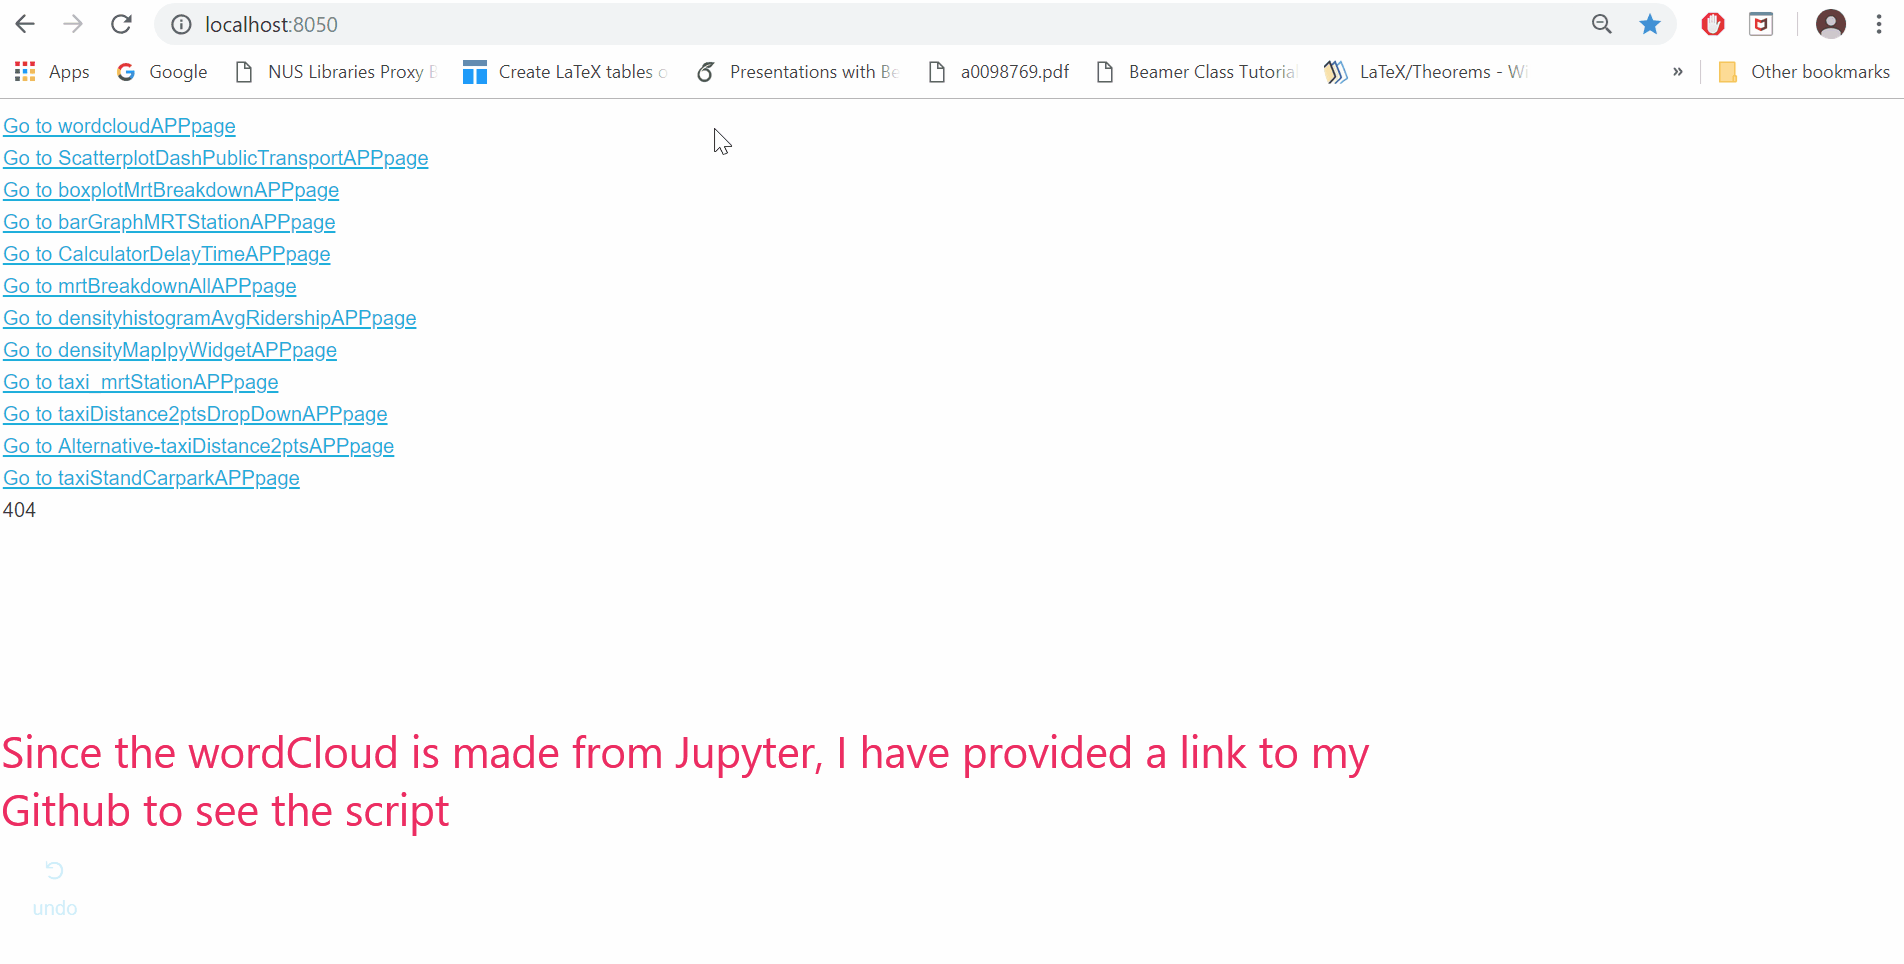 localhost:8050
Apps Google NUS Libraries Proxy Create LaTeX tables Presentations with a0098769.pdf Beamer Class Tutorial LaTeX/Theorems - » Other bookmarks
Go to wordcloudAPPpage
Go to ScatterplotDashPublicTransportAPPpage
Go to boxplotMrtBreakdownAPPpage
Go to barGraphMRTStationAPPpage
Go to CalculatorDelayTimeAPPpage
Go to mrtBreakdownAllAPPpage
Go to densityhistogramAvgRidershipAPPpage
Go to densityMapIpyWidgetAPPpage
Go to taxi_mrtStationAPPpage
Go to taxiDistance2ptsDropDownAPPpage
Go to Alternative-taxiDistance2ptsAPPpage
Go to taxiStandCarparkAPPpage
404
Since the wordCloud is made from Jupyter, I have provided a link to my
Github to see the script
undo